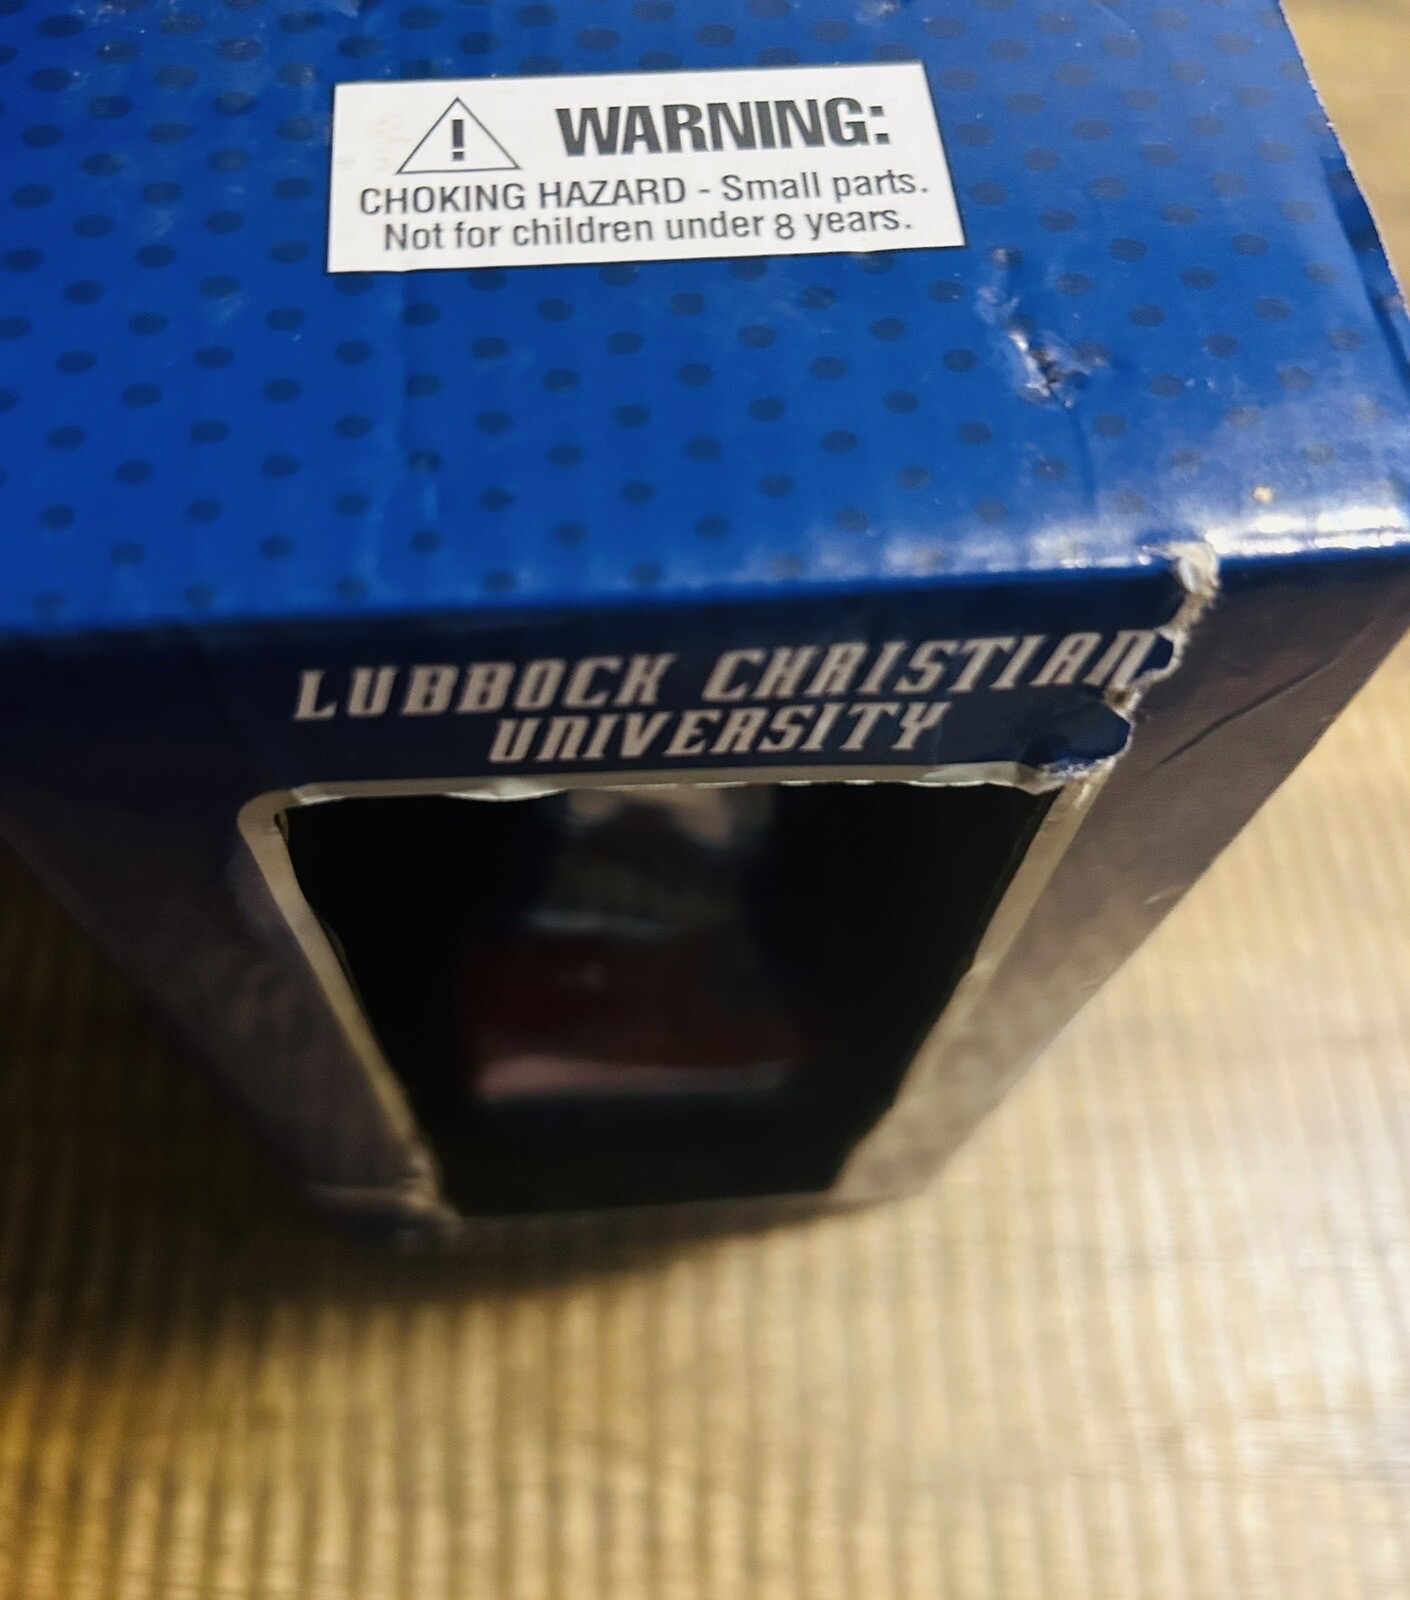 ! WARNING:
CHOKING HAZARD - Small parts.
Not for children under 8 years.
LUBBOCK CHRISTIAN
UNIVERSITY